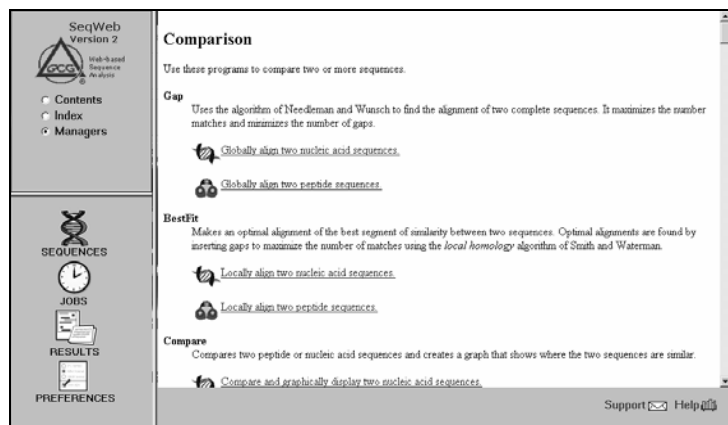 SeqWeb
Version 2
Web-based
Sequence
Analysis
GCG
®
Contents
Index
Managers
SEQUENCES
JOBS
RESULTS
PREFERENCES
Comparison
Use these programs to compare two or more sequences.
Gap
Uses the algorithm of Needleman and Wunsch to find the alignment of two complete sequences. It maximizes the number
matches and minimizes the number of gaps.
Globally align two nucleic acid sequences.
Globally align two peptide sequences.
BestFit
Makes an optimal alignment of the best segment of similarity between two sequences. Optimal alignments are found by
inserting gaps to maximize the number of matches using the local homology algorithm of Smith and Waterman.
Locally align two nucleic acid sequences.
Locally align two peptide sequences.
Compare
Compares two peptide or nucleic acid sequences and creates a graph that shows where the two sequences are similar.
Compare and graphically display two nucleic acid sequences.
Support Help